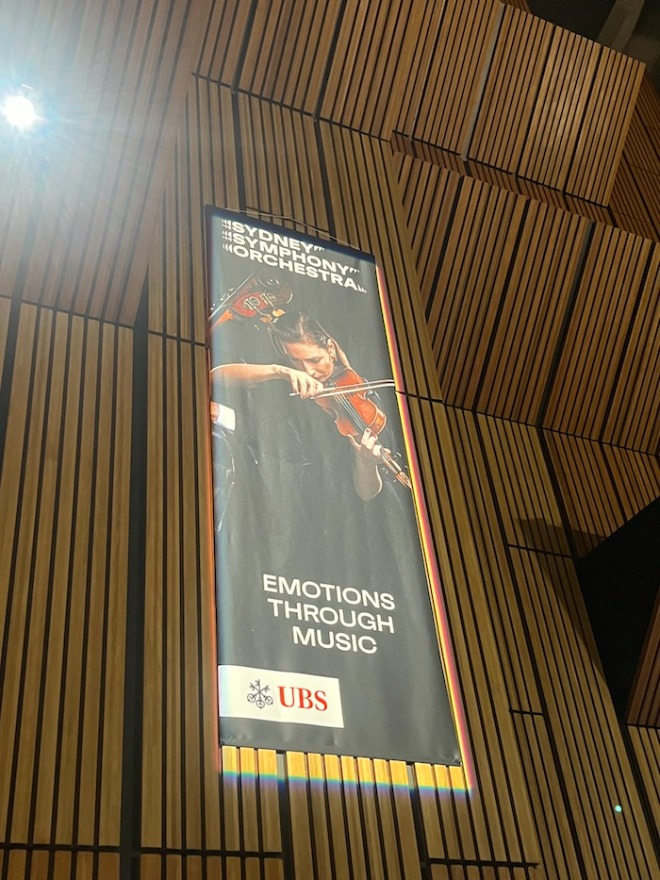 SYDNEY
SYMPHONY
ORCHESTRA
EMOTIONS
THROUGH
MUSIC
UBS